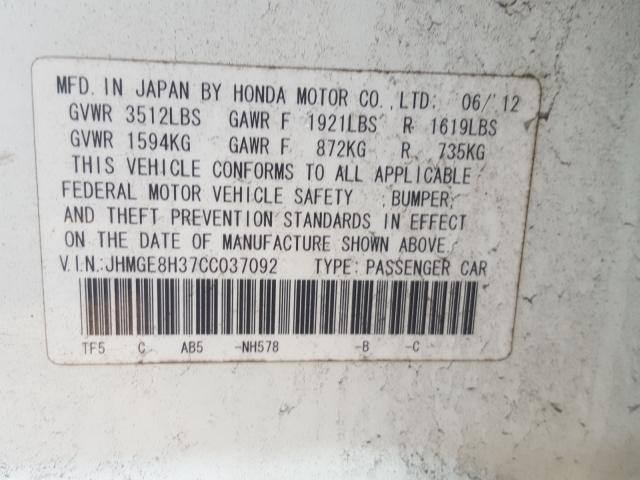 MFD. IN JAPAN BY HONDA MOTOR CO., LTD. 06/'12
GVWR 3512LBS GAWR F 1921LBS R 1619LBS
GVWR 1594KG GAWR F 872KG R 735KG
THIS VEHICLE CONFORMS TO ALL APPLICABLE
FEDERAL MOTOR VEHICLE SAFETY, BUMPER,
AND THEFT PREVENTION STANDARDS IN EFFECT
ON THE DATE OF MANUFACTURE SHOWN ABOVE.
V.I.N.:JHMGE8H37CC037092 TYPE: PASSENGER CAR
TF5 C AB5 -NH578 -B -C